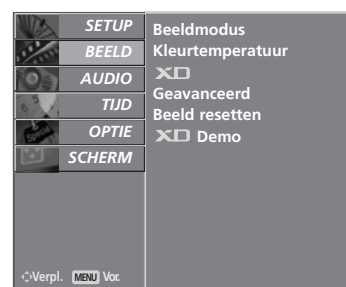 SETUP
BEELD
AUDIO
TIJD
OPTIE
SCHERM
Beeldmodus
Kleurtemperatuur
XD
Geavanceerd
Beeld resetten
XD Demo
Verpl. MENU Vor.